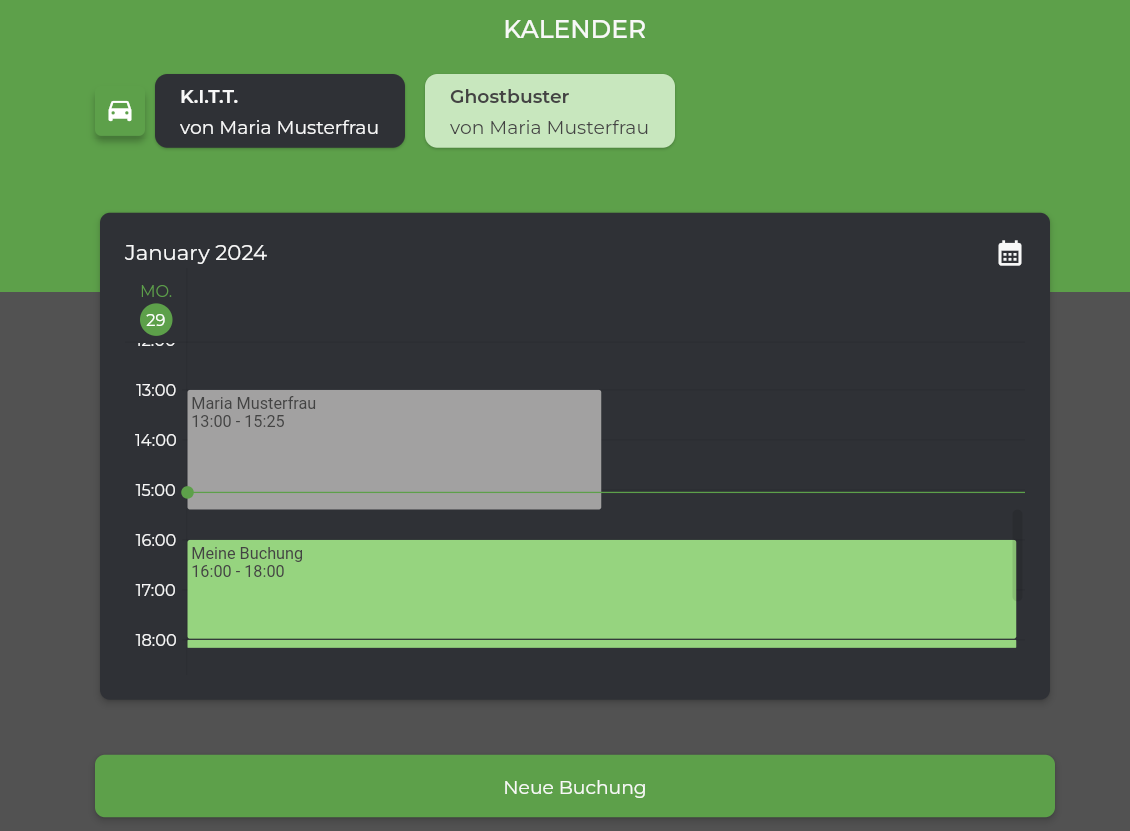 KALENDER
K.I.T.T.
von Maria Musterfrau
Ghostbuster
von Maria Musterfrau
January 2024
MO.
29
12:00
13:00
Maria Musterfrau
13:00 - 15:25
14:00
15:00
16:00
Meine Buchung
16:00 - 18:00
17:00
18:00
Neue Buchung